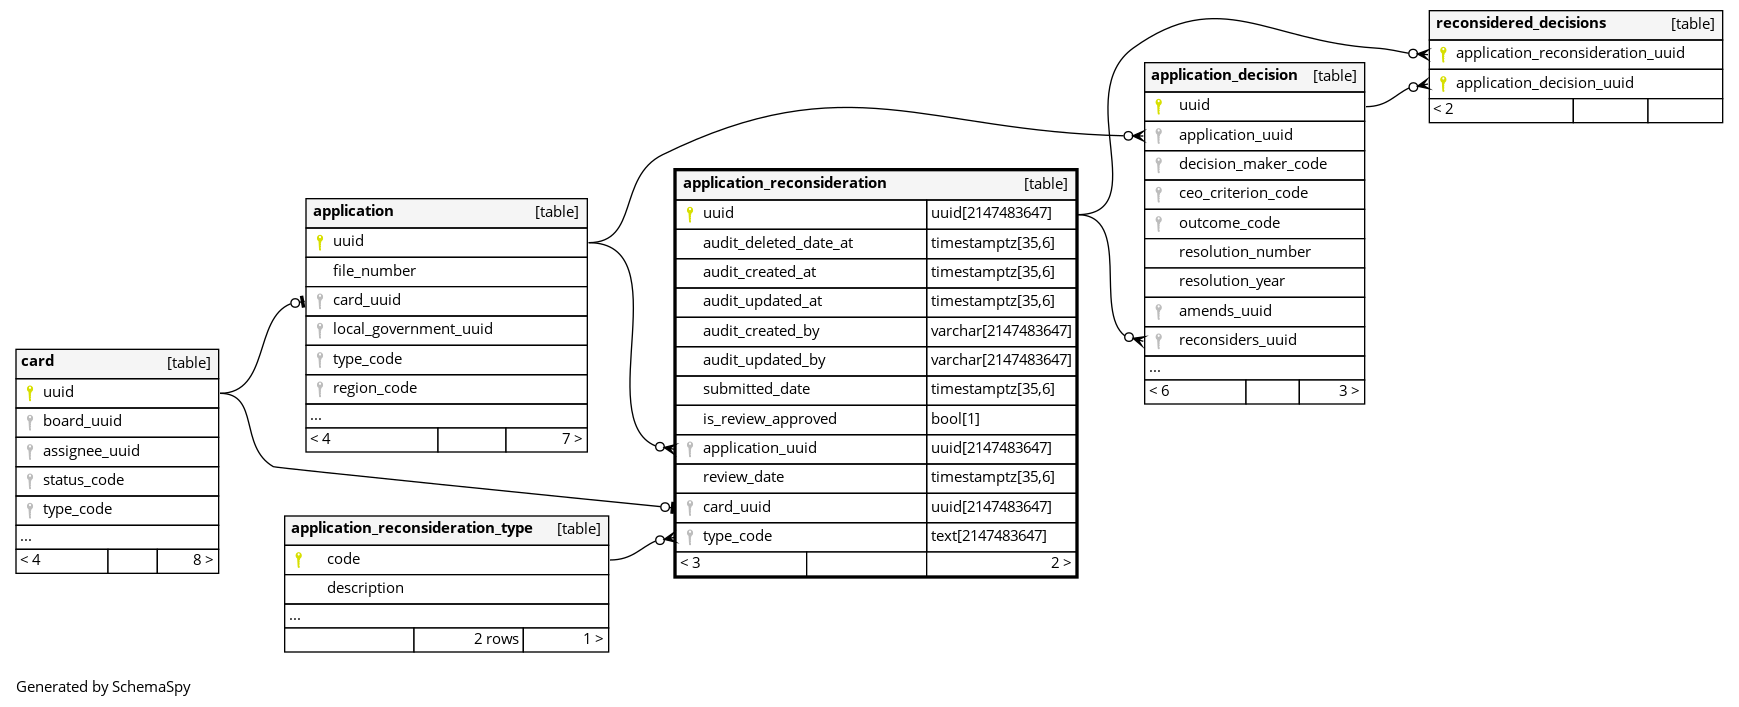 reconsidered_decisions [table]
application_reconsideration_uuid
application_decision_uuid
< 2
application_decision [table]
uuid
application_uuid
decision_maker_code
ceo_criterion_code
outcome_code
resolution_number
resolution_year
amends_uuid
reconsiders_uuid
...
< 6 3 >
application_reconsideration [table]
uuid uuid[2147483647]
audit_deleted_date_at timestamptz[35,6]
audit_created_at timestamptz[35,6]
audit_updated_at timestamptz[35,6]
audit_created_by varchar[2147483647]
audit_updated_by varchar[2147483647]
submitted_date timestamptz[35,6]
is_review_approved bool[1]
application_uuid uuid[2147483647]
review_date timestamptz[35,6]
card_uuid uuid[2147483647]
type_code text[2147483647]
< 3 2 >
application [table]
uuid
file_number
card_uuid
local_government_uuid
type_code
region_code
...
< 4 7 >
card [table]
uuid
board_uuid
assignee_uuid
status_code
type_code
...
< 4 8 >
application_reconsideration_type [table]
code
description
...
2 rows 1 >
Generated by SchemaSpy